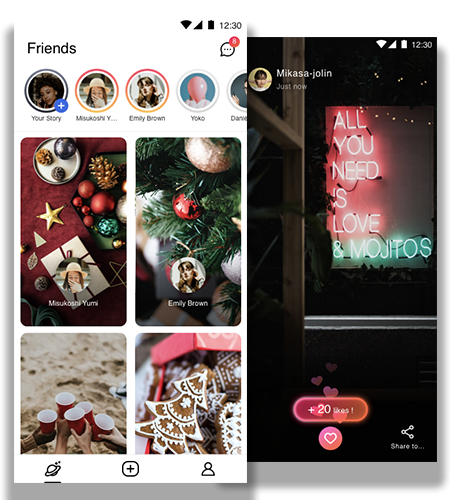 12:30
Friends
8
Your Story
Misukoshi Y...
Emily Brown
Yoko
Danie
Misukoshi Yumi
Emily Brown
12:30
Mikasa-jolin
Just now
ALL
YOU
NEED
IS
LOVE
& MOJITOS
+ 20 likes !
Share to...